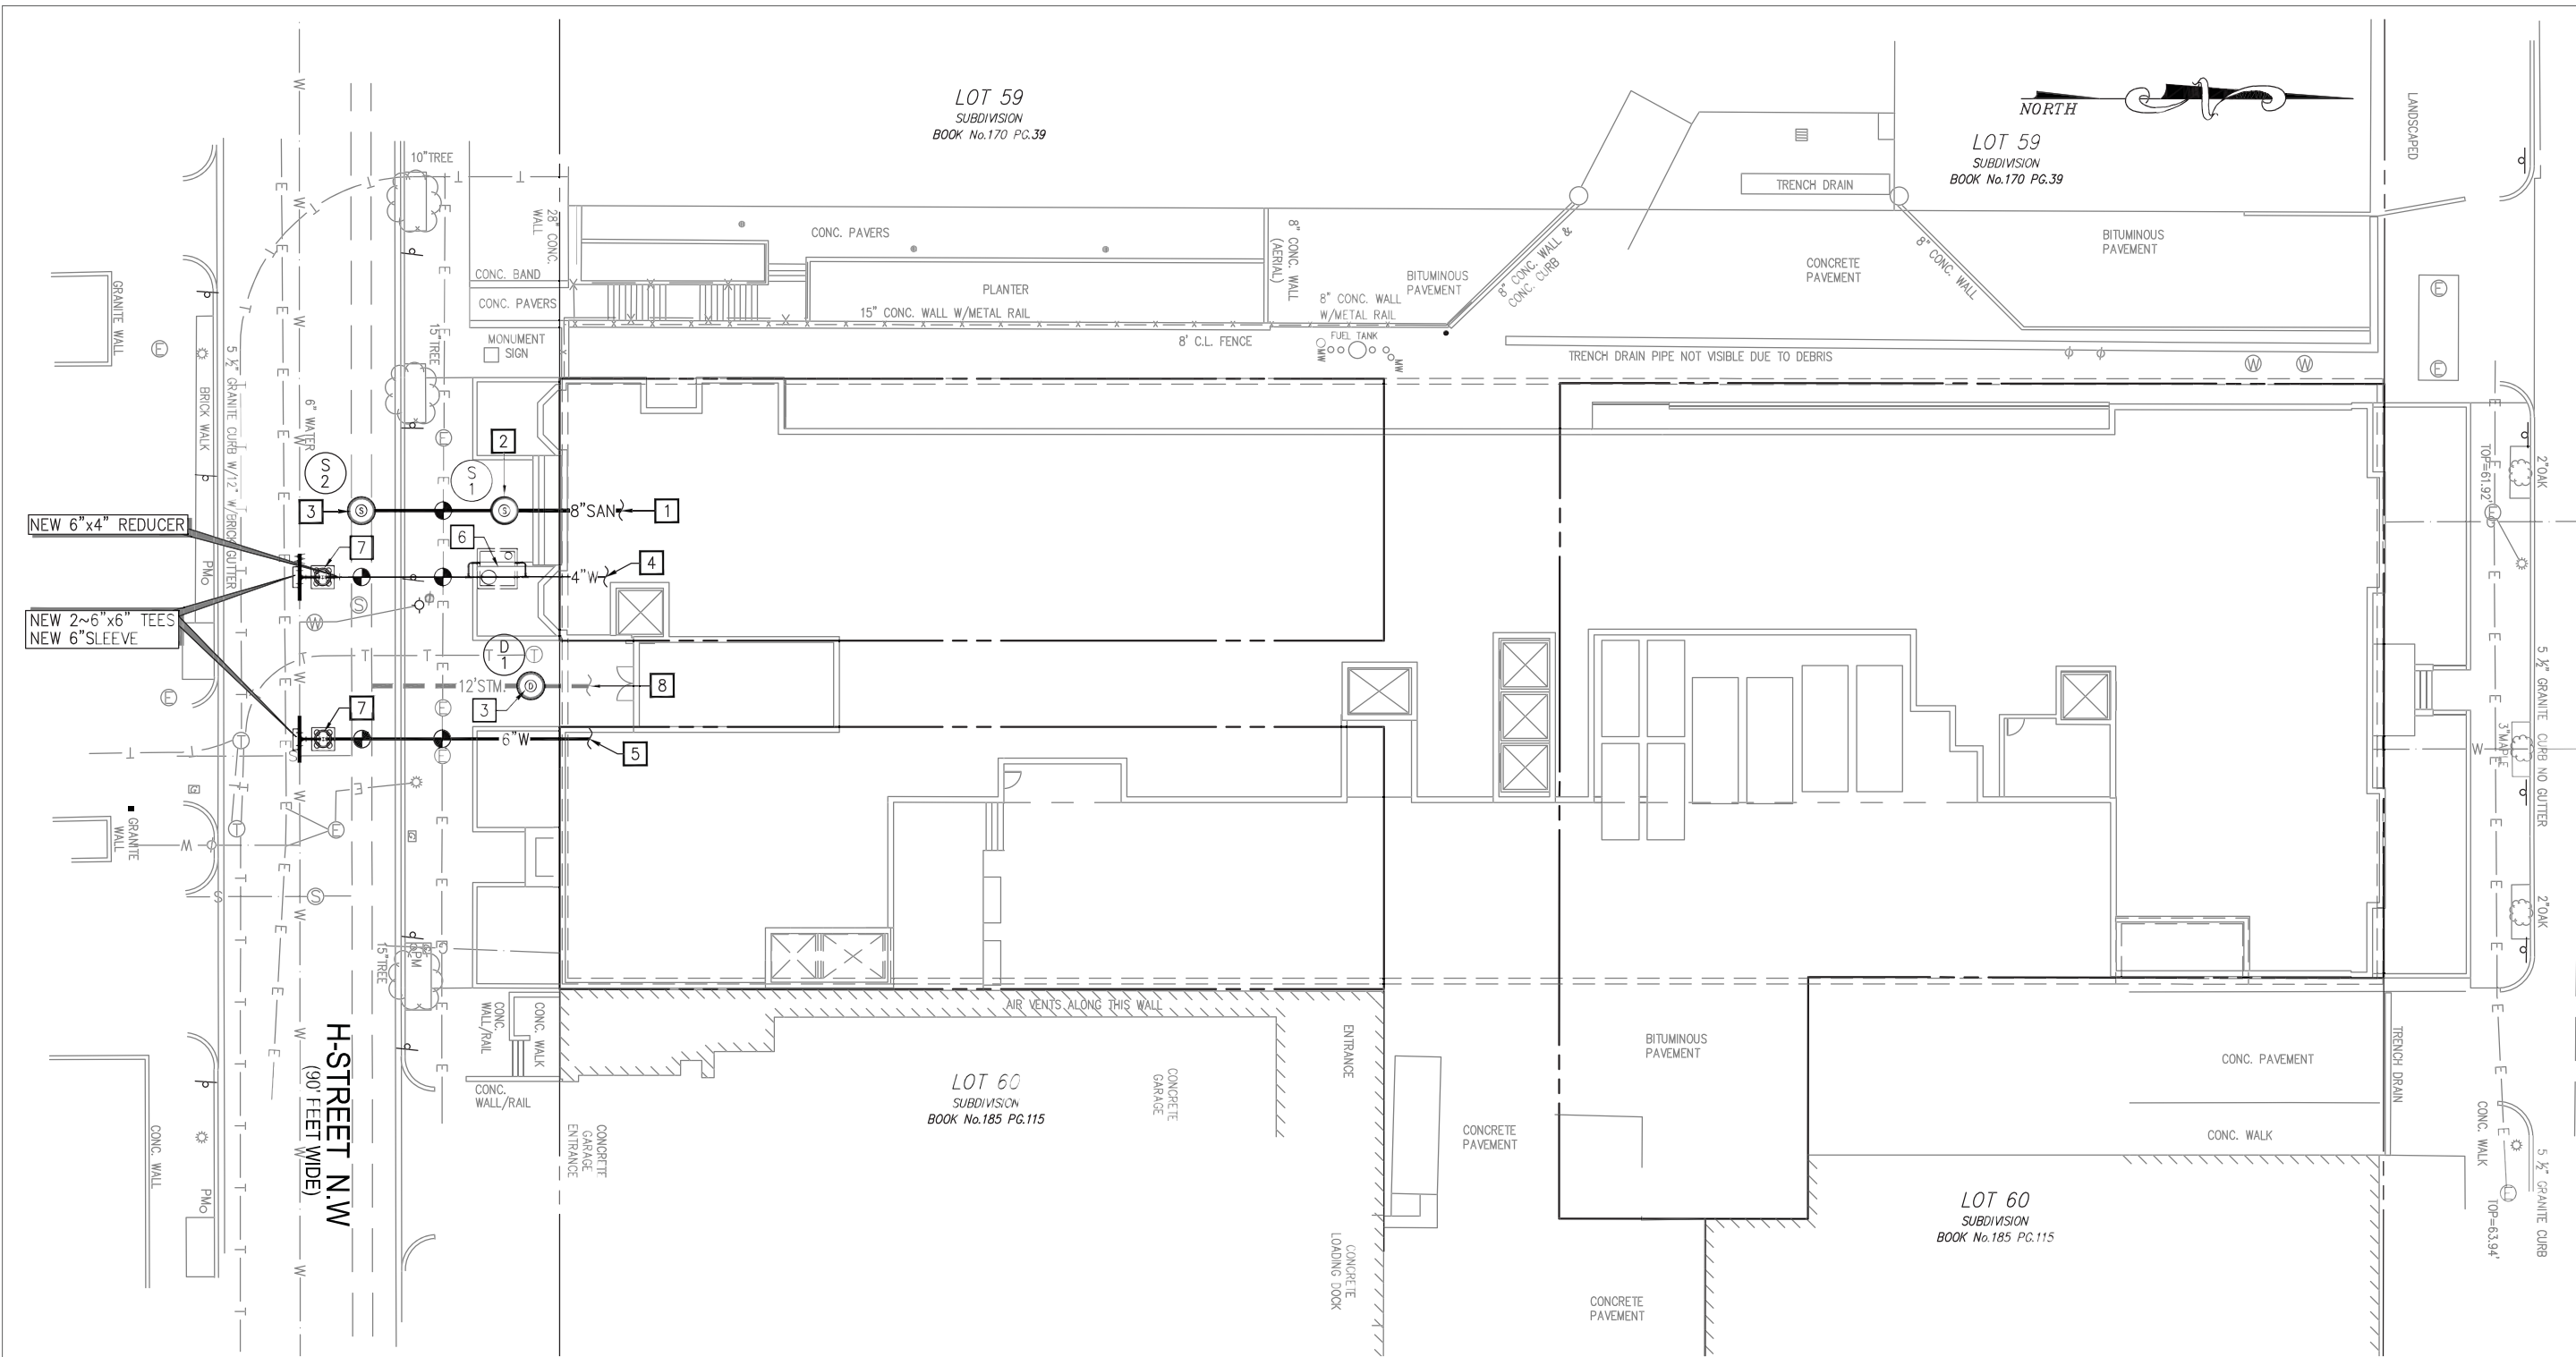 LOT 59
SUBDIVISION
BOOK No.170 PG.39
NORTH
LOT 59
SUBDIVISION
BOOK No.170 PG.39
LANDSCAPED
TRENCH DRAIN
10"TREE
28" CONC.
WALL
CONC. PAVERS
8" CONC. WALL
(AERIAL)
8" CONC. WALL &
CONC. CURB
BITUMINOUS
PAVEMENT
CONCRETE
PAVEMENT
8" CONC. WALL
BITUMINOUS
PAVEMENT
CONC. BAND
CONC. PAVERS
PLANTER
15" CONC. WALL W/METAL RAIL
8" CONC. WALL
W/METAL RAIL
FUEL TANK
MW
MW
8' C.L. FENCE
TRENCH DRAIN PIPE NOT VISIBLE DUE TO DEBRIS
MONUMENT
SIGN
GRANITE WALL
BRICK WALK
5 ½" GRANITE CURB W/12" W/BRICK GUTTER
6" WATER
15"TREE
S
2
S
1
2
3
8"SAN
1
NEW 6"x4" REDUCER
7
6
4"W
4
PM
NEW 2~6"x6" TEES
NEW 6"SLEEVE
D
1
12'STM.
8
3
7
6"W
5
GRANITE
WALL
15"TREE
PM
TOP=61.92'
2"OAK
5 ½" GRANITE CURB NO GUTTER
3"MAPLE
2"OAK
AIR VENTS ALONG THIS WALL
CONC.
WALL/RAIL
CONC. WALK
CONC.
WALL/RAIL
H-STREET N.W
(90' FEET WIDE)
CONC. WALL
PM
CONCRETE
GARAGE
ENTRANCE
LOT 60
SUBDIVISION
BOOK No.185 PG.115
CONCRETE
GARAGE
ENTRANCE
CONCRETE
LOADING DOCK
CONCRETE
PAVEMENT
BITUMINOUS
PAVEMENT
CONCRETE
PAVEMENT
CONC. PAVEMENT
CONC. WALK
TRENCH DRAIN
CONC. WALK
LOT 60
SUBDIVISION
BOOK No.185 PG.115
TOP=63.94'
5 ½" GRANITE CURB